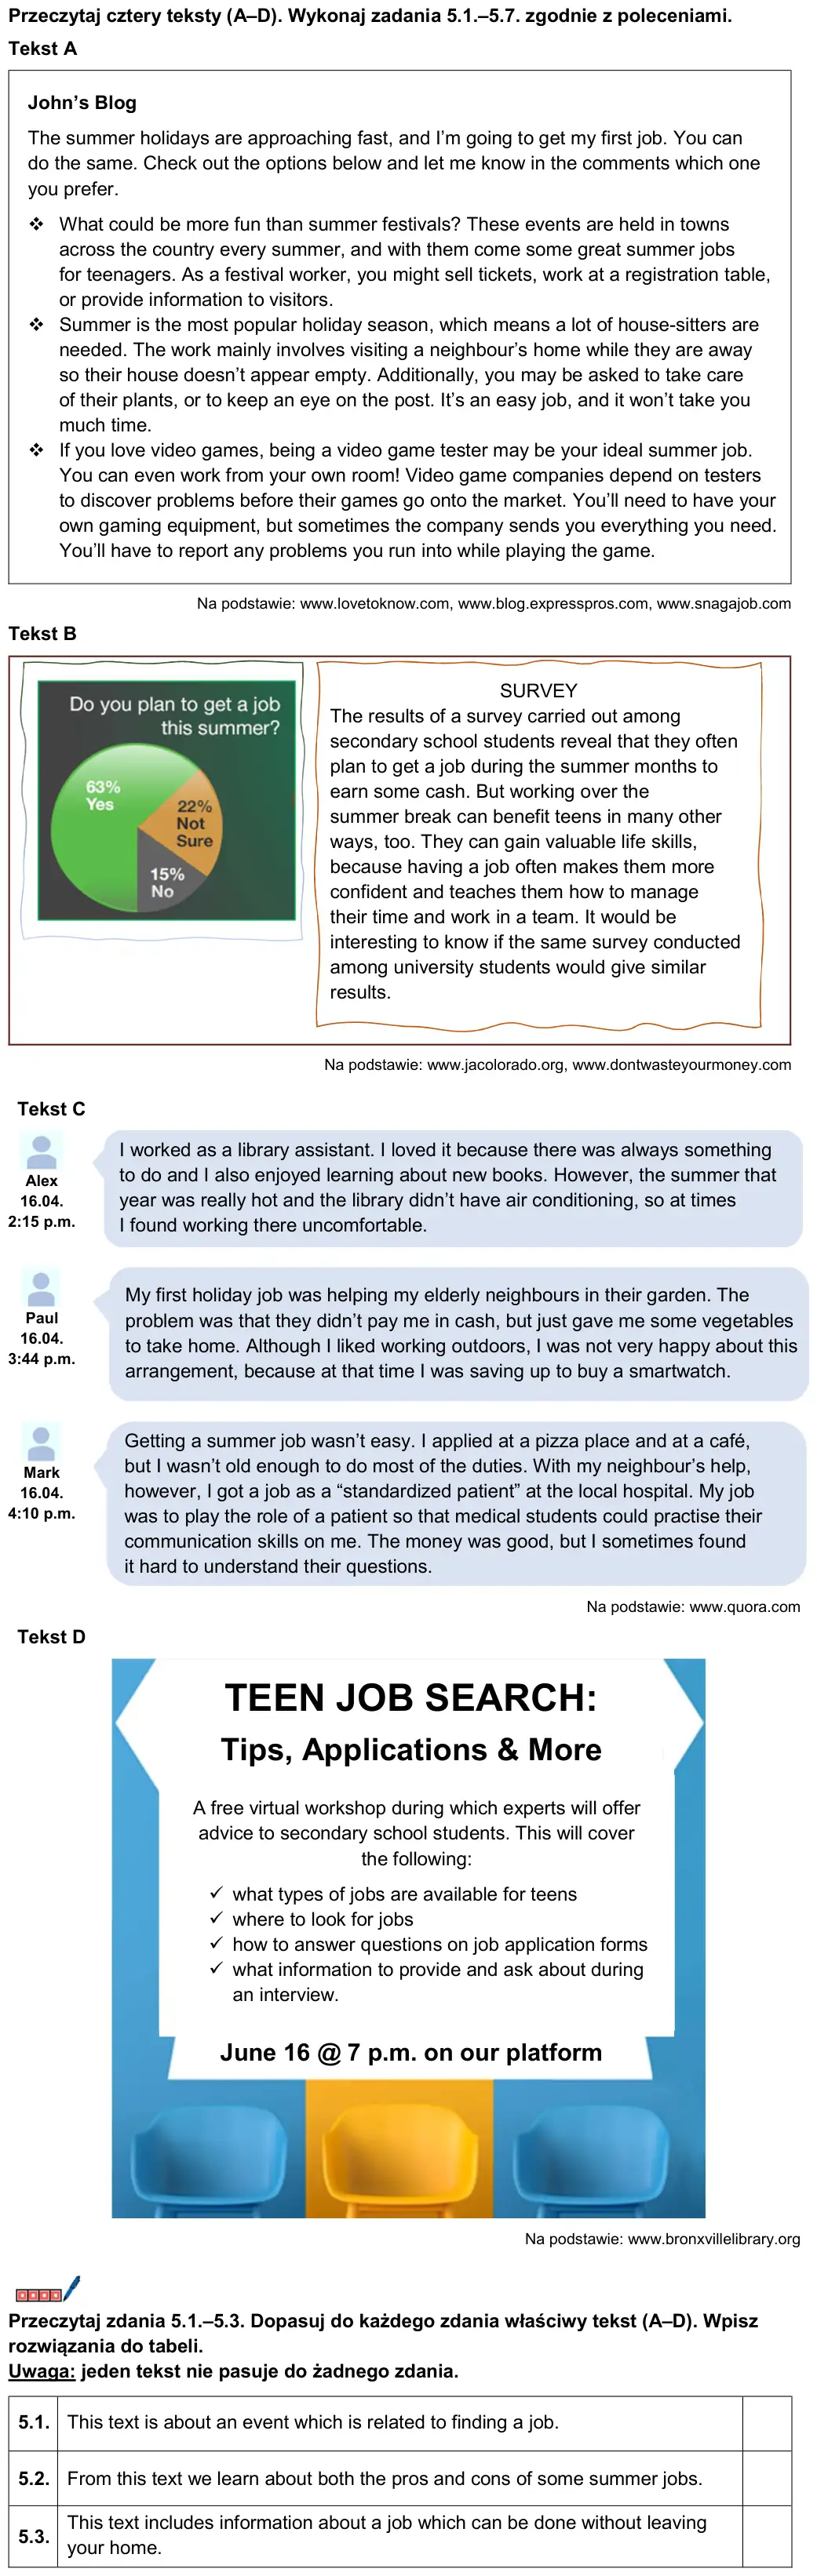 Przeczytaj cztery teksty (A–D). Wykonaj zadania 5.1.–5.7. zgodnie z poleceniami.
Tekst A
John’s Blog
The summer holidays are approaching fast, and I’m going to get my first job. You can
do the same. Check out the options below and let me know in the comments which one
you prefer.
❖ What could be more fun than summer festivals? These events are held in towns
across the country every summer, and with them come some great summer jobs
for teenagers. As a festival worker, you might sell tickets, work at a registration table,
or provide information to visitors.
❖ Summer is the most popular holiday season, which means a lot of house-sitters are
needed. The work mainly involves visiting a neighbour’s home while they are away
so their house doesn’t appear empty. Additionally, you may be asked to take care
of their plants, or to keep an eye on the post. It’s an easy job, and it won’t take you
much time.
❖ If you love video games, being a video game tester may be your ideal summer job.
You can even work from your own room! Video game companies depend on testers
to discover problems before their games go onto the market. You’ll need to have your
own gaming equipment, but sometimes the company sends you everything you need.
You’ll have to report any problems you run into while playing the game.
Na podstawie: www.lovetoknow.com, www.blog.expresspros.com, www.snagajob.com
Tekst B
Do you plan to get a job
this summer?
63%
Yes
22%
Not
Sure
15%
No
SURVEY
The results of a survey carried out among
secondary school students reveal that they often
plan to get a job during the summer months to
earn some cash. But working over the
summer break can benefit teens in many other
ways, too. They can gain valuable life skills,
because having a job often makes them more
confident and teaches them how to manage
their time and work in a team. It would be
interesting to know if the same survey conducted
among university students would give similar
results.
Na podstawie: www.jacolorado.org, www.dontwasteyourmoney.com
Tekst C
Alex
16.04.
2:15 p.m.
I worked as a library assistant. I loved it because there was always something
to do and I also enjoyed learning about new books. However, the summer that
year was really hot and the library didn’t have air conditioning, so at times
I found working there uncomfortable.
Paul
16.04.
3:44 p.m.
My first holiday job was helping my elderly neighbours in their garden. The
problem was that they didn’t pay me in cash, but just gave me some vegetables
to take home. Although I liked working outdoors, I was not very happy about this
arrangement, because at that time I was saving up to buy a smartwatch.
Mark
16.04.
4:10 p.m.
Getting a summer job wasn’t easy. I applied at a pizza place and at a café,
but I wasn’t old enough to do most of the duties. With my neighbour’s help,
however, I got a job as a “standardized patient” at the local hospital. My job
was to play the role of a patient so that medical students could practise their
communication skills on me. The money was good, but I sometimes found
it hard to understand their questions.
Na podstawie: www.quora.com
Tekst D
TEEN JOB SEARCH:
Tips, Applications & More
A free virtual workshop during which experts will offer
advice to secondary school students. This will cover
the following:
✓ what types of jobs are available for teens
✓ where to look for jobs
✓ how to answer questions on job application forms
✓ what information to provide and ask about during
an interview.
June 16 @ 7 p.m. on our platform
Na podstawie: www.bronxvillelibrary.org
Przeczytaj zdania 5.1.–5.3. Dopasuj do każdego zdania właściwy tekst (A–D). Wpisz
rozwiązania do tabeli.
Uwaga: jeden tekst nie pasuje do żadnego zdania.
5.1. This text is about an event which is related to finding a job.
5.2. From this text we learn about both the pros and cons of some summer jobs.
5.3. This text includes information about a job which can be done without leaving
your home.